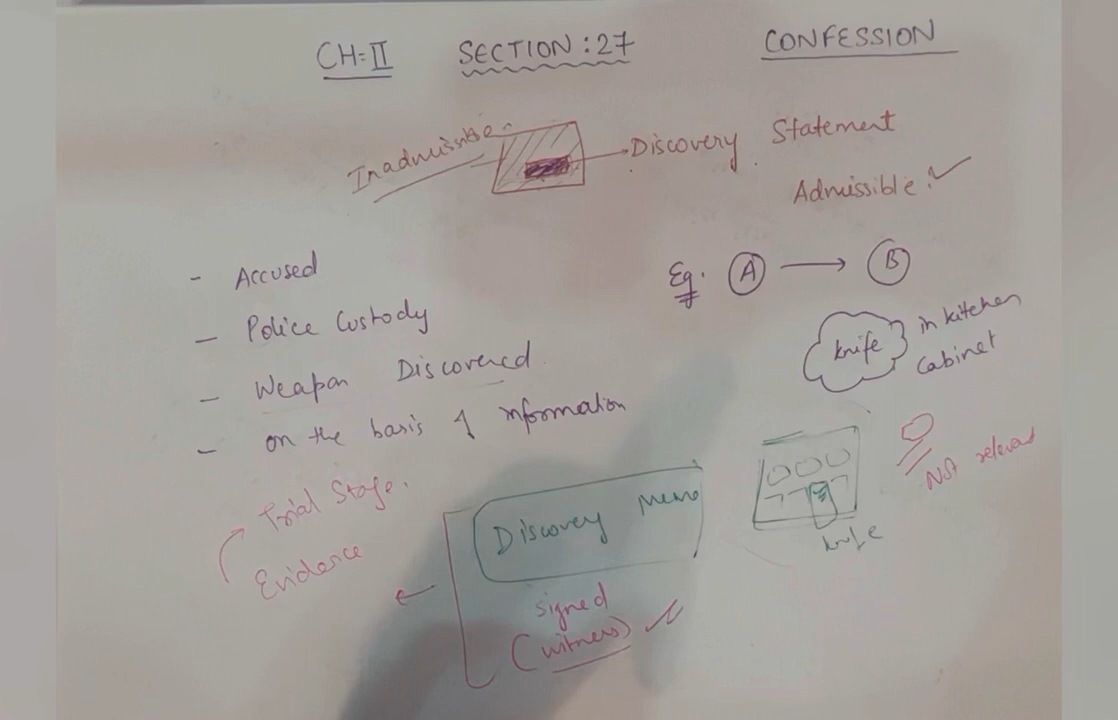 CH-II SECTION:27 CONFESSION
Inadmissible
Discovery Statement
Admissible.
- Accused
- Police Custody
- Weapon Discovered
- on the basis of information
Eg. A → B
knife in kitchen
cabinet
Not
knife
Trial Stage.
Evidence
Discovery Memo
signed
(witness)